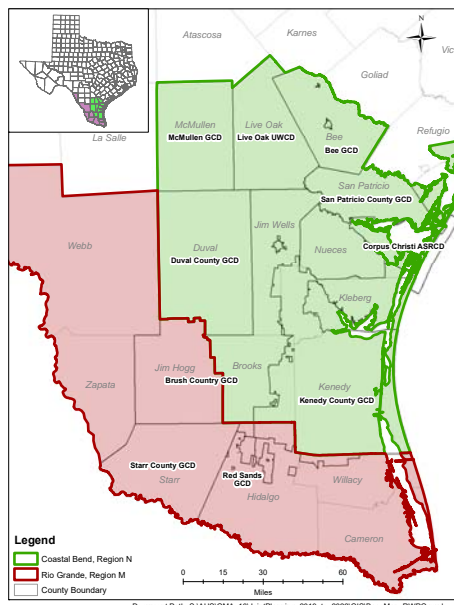 Atascosa
Karnes
N
Goliad
Vic
McMullen
McMullen GCD
Live Oak
Live Oak UWCD
Bee
Bee GCD
La Salle
Refugio
San Patricio
San Patricio County GCD
Webb
Duval
Duval County GCD
Jim Wells
Nueces
Corpus Christi ASRCD
Kleberg
Zapata
Jim Hogg
Brush Country GCD
Brooks
Kenedy
Kenedy County GCD
Starr County GCD
Starr
Red Sands
GCD
Hidalgo
Willacy
Cameron
Legend
Coastal Bend, Region N
Rio Grande, Region M
County Boundary
0 15 30 60
Miles